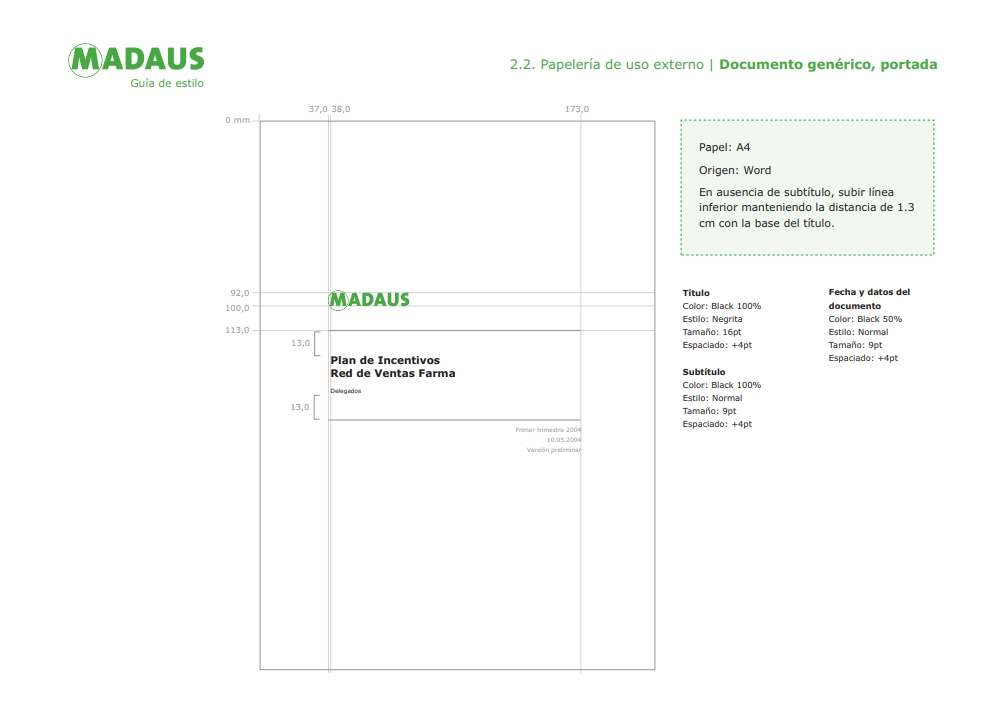 MADAUS
Guía de estilo
2.2. Papelería de uso externo | Documento genérico, portada
37,0 38,0
173,0
0 mm
92,0
100,0
113,0
13,0
13,0
MADAUS
Plan de Incentivos
Red de Ventas Farma
Delegados
Primer trimestre 2004
10.05.2004
Versión preliminar
Papel: A4
Origen: Word
En ausencia de subtítulo, subir línea
inferior manteniendo la distancia de 1.3
cm con la base del título.
Título
Color: Black 100%
Estilo: Negrita
Tamaño: 16pt
Espaciado: +4pt
Subtítulo
Color: Black 100%
Estilo: Normal
Tamaño: 9pt
Espaciado: +4pt
Fecha y datos del
documento
Color: Black 50%
Estilo: Normal
Tamaño: 9pt
Espaciado: +4pt